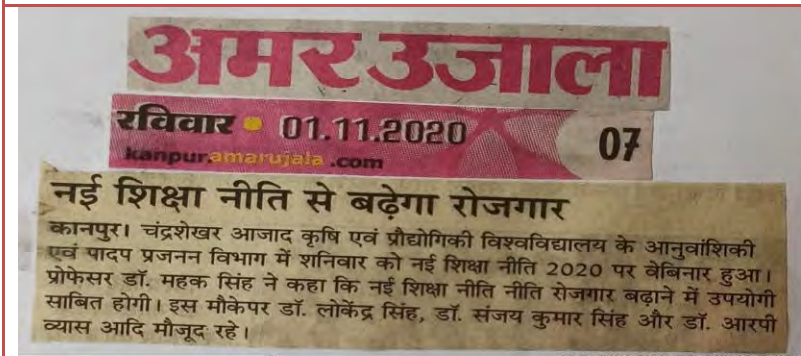 अमर उजाला
रविवार • 01.11.2020 07
kanpur.amarujala.com
नई शिक्षा नीति से बढ़ेगा रोजगार
कानपुर। चंद्रशेखर आजाद कृषि एवं प्रौद्योगिकी विश्वविद्यालय के आनुवांशिकी
एवं पादप प्रजनन विभाग में शनिवार को नई शिक्षा नीति 2020 पर वेबिनार हुआ।
प्रोफेसर डॉ. महक सिंह ने कहा कि नई शिक्षा नीति नीति रोजगार बढ़ाने में उपयोगी
साबित होगी। इस मौकेपर डॉ. लोकेंद्र सिंह, डॉ. संजय कुमार सिंह और डॉ. आरपी
व्यास आदि मौजूद रहे।